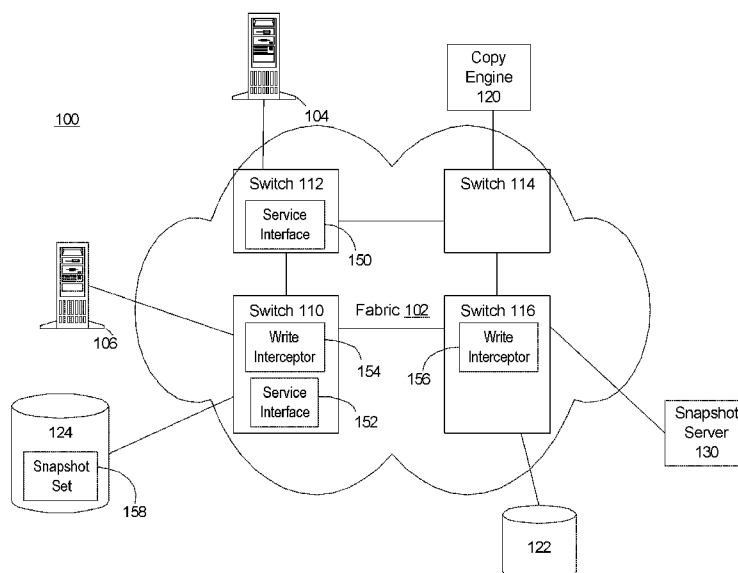 100
104
Copy
Engine
120
Switch 112
Service
Interface
150
Switch 114
106
Switch 110
Write
Interceptor
154
Service
Interface
152
Fabric 102
Switch 116
Write
Interceptor
156
124
Snapshot
Set
158
Snapshot
Server
130
122